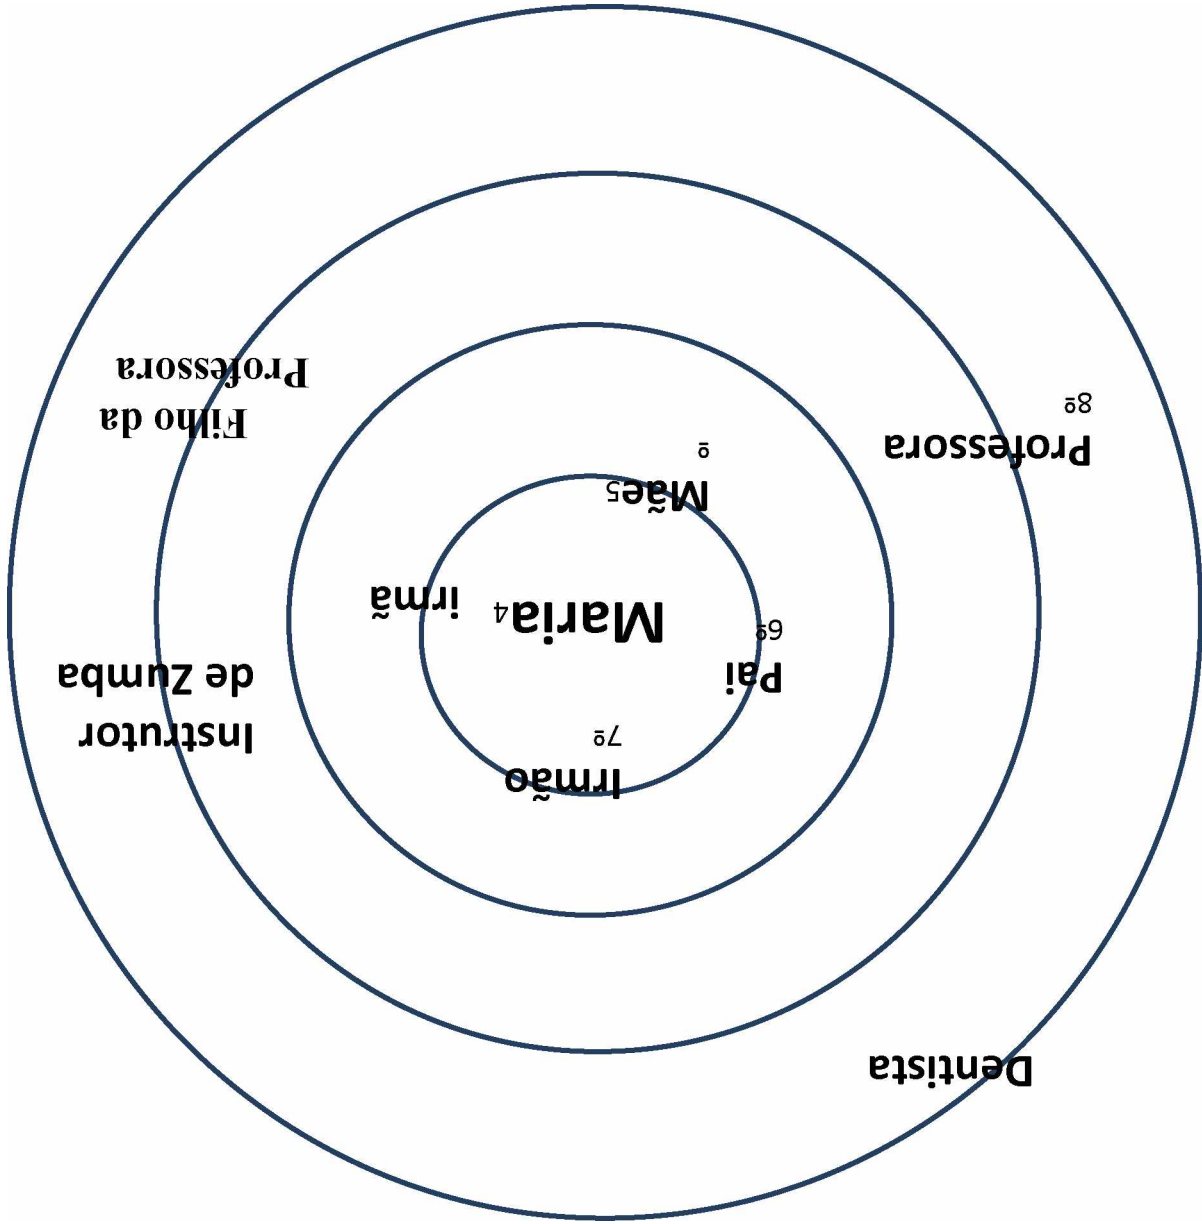 Dentista
Irmão
7º
Instrutor
de Zumba
Pai
6º
Maria4
irmã
Mãe5
º
Professora
8º
Filho da
Professora